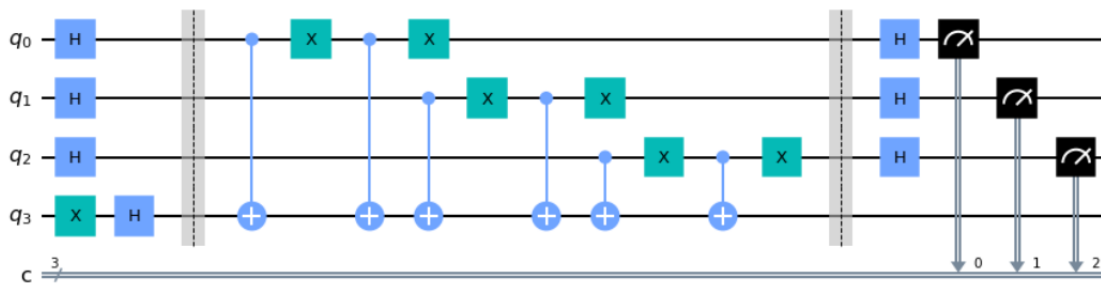 q0 H X X H
q1 H X X H
q2 H X X H
q3 X H
3 0 1 2
c